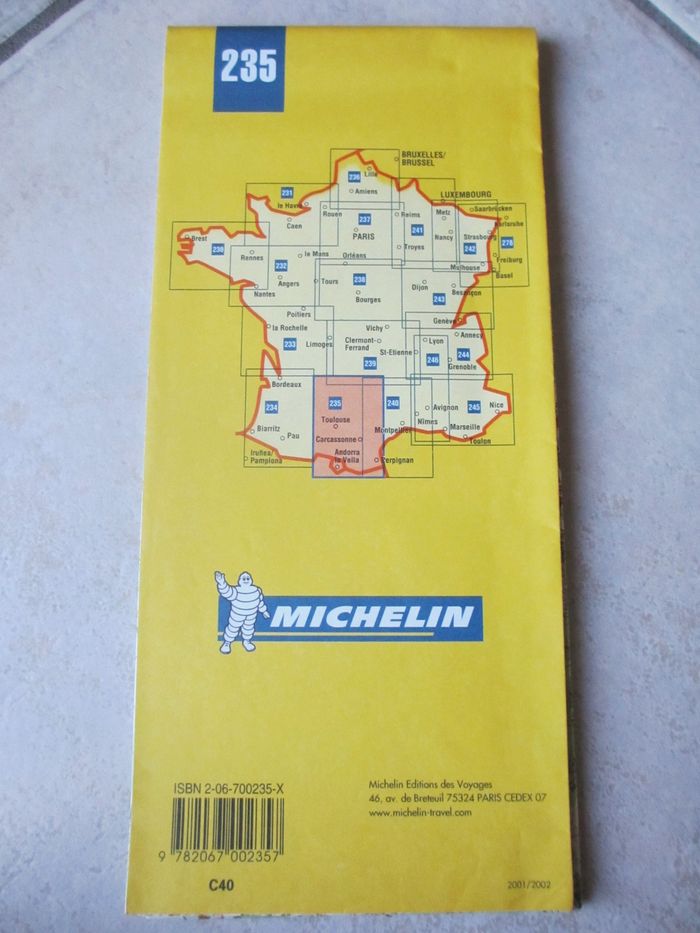 235
BRUXELLES/
BRUSSEL
Lille
236
Amiens
LUXEMBOURG
231
le Havre
Rouen
Caen
237
PARIS
Reims
241
Metz
Saarbrücken
Karlsruhe
Nancy
Strasbourg
242
278
Brest
230
Rennes
le Mans
Troyes
Freiburg
Orléans
Mulhouse
Basel
232
Angers
Tours
238
Bourges
Dijon
Besançon
243
Nantes
Poitiers
la Rochelle
Vichy
Genève
Annecy
233
Limoges
Clermont-
Ferrand
Lyon
St-Etienne
244
246
Grenoble
239
Bordeaux
234
235
240
Avignon
245
Nice
Toulouse
Nîmes
Biarritz
Pau
Carcassonne
Montpellier
Marseille
Toulon
Iruñea/
Pamplona
Andorra
la Vella
Perpignan
MICHELIN
ISBN 2-06-700235-X
Michelin Editions des Voyages
46, av. de Breteuil 75324 PARIS CEDEX 07
www.michelin-travel.com
9 782067 002357
C40
2001/2002